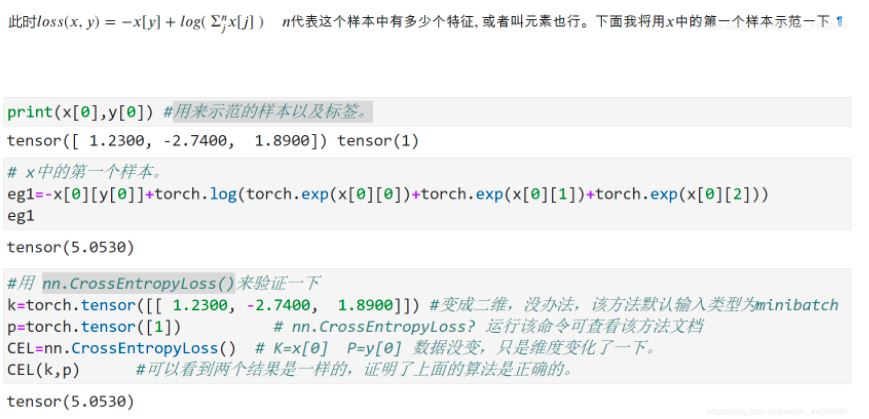 此时loss(x, y) = −x[y] + log( Σⁿⱼx[j] )    n代表这个样本中有多少个特征, 或者叫元素也行。下面我将用x中的第一个样本示范一下 ¶
print(x[0],y[0]) #用来示范的样本以及标签。
tensor([ 1.2300, -2.7400,  1.8900]) tensor(1)
# x中的第一个样本。
eg1=-x[0][y[0]]+torch.log(torch.exp(x[0][0])+torch.exp(x[0][1])+torch.exp(x[0][2]))
eg1
tensor(5.0530)
#用 nn.CrossEntropyLoss()来验证一下
k=torch.tensor([[ 1.2300, -2.7400,  1.8900]]) #变成二维，没办法，该方法默认输入类型为minibatch
p=torch.tensor([1])          # nn.CrossEntropyLoss? 运行该命令可查看该方法文档
CEL=nn.CrossEntropyLoss()  # K=x[0]  P=y[0] 数据没变，只是维度变化了一下。
CEL(k,p)      #可以看到两个结果是一样的，证明了上面的算法是正确的。
tensor(5.0530)